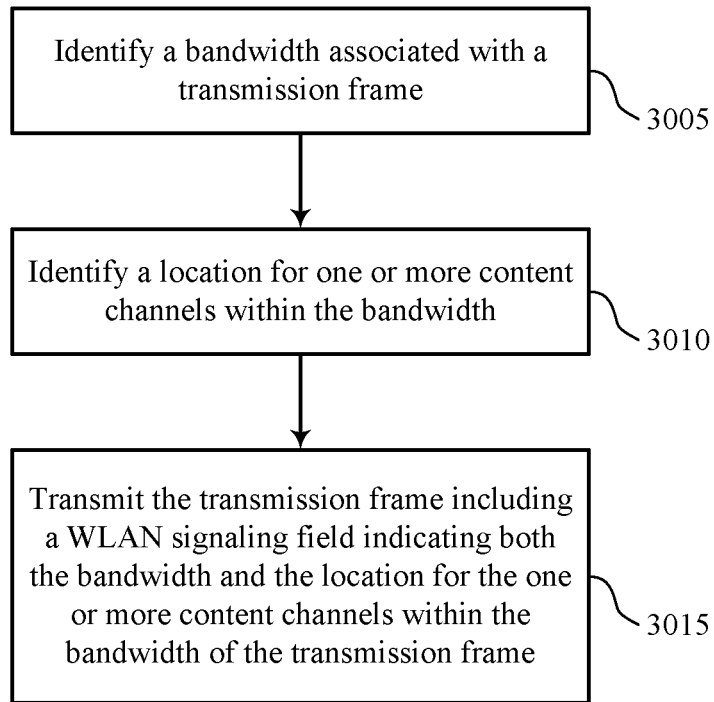 Identify a bandwidth associated with a
transmission frame
3005
Identify a location for one or more content
channels within the bandwidth
3010
Transmit the transmission frame including
a WLAN signaling field indicating both
the bandwidth and the location for the one
or more content channels within the
bandwidth of the transmission frame
3015